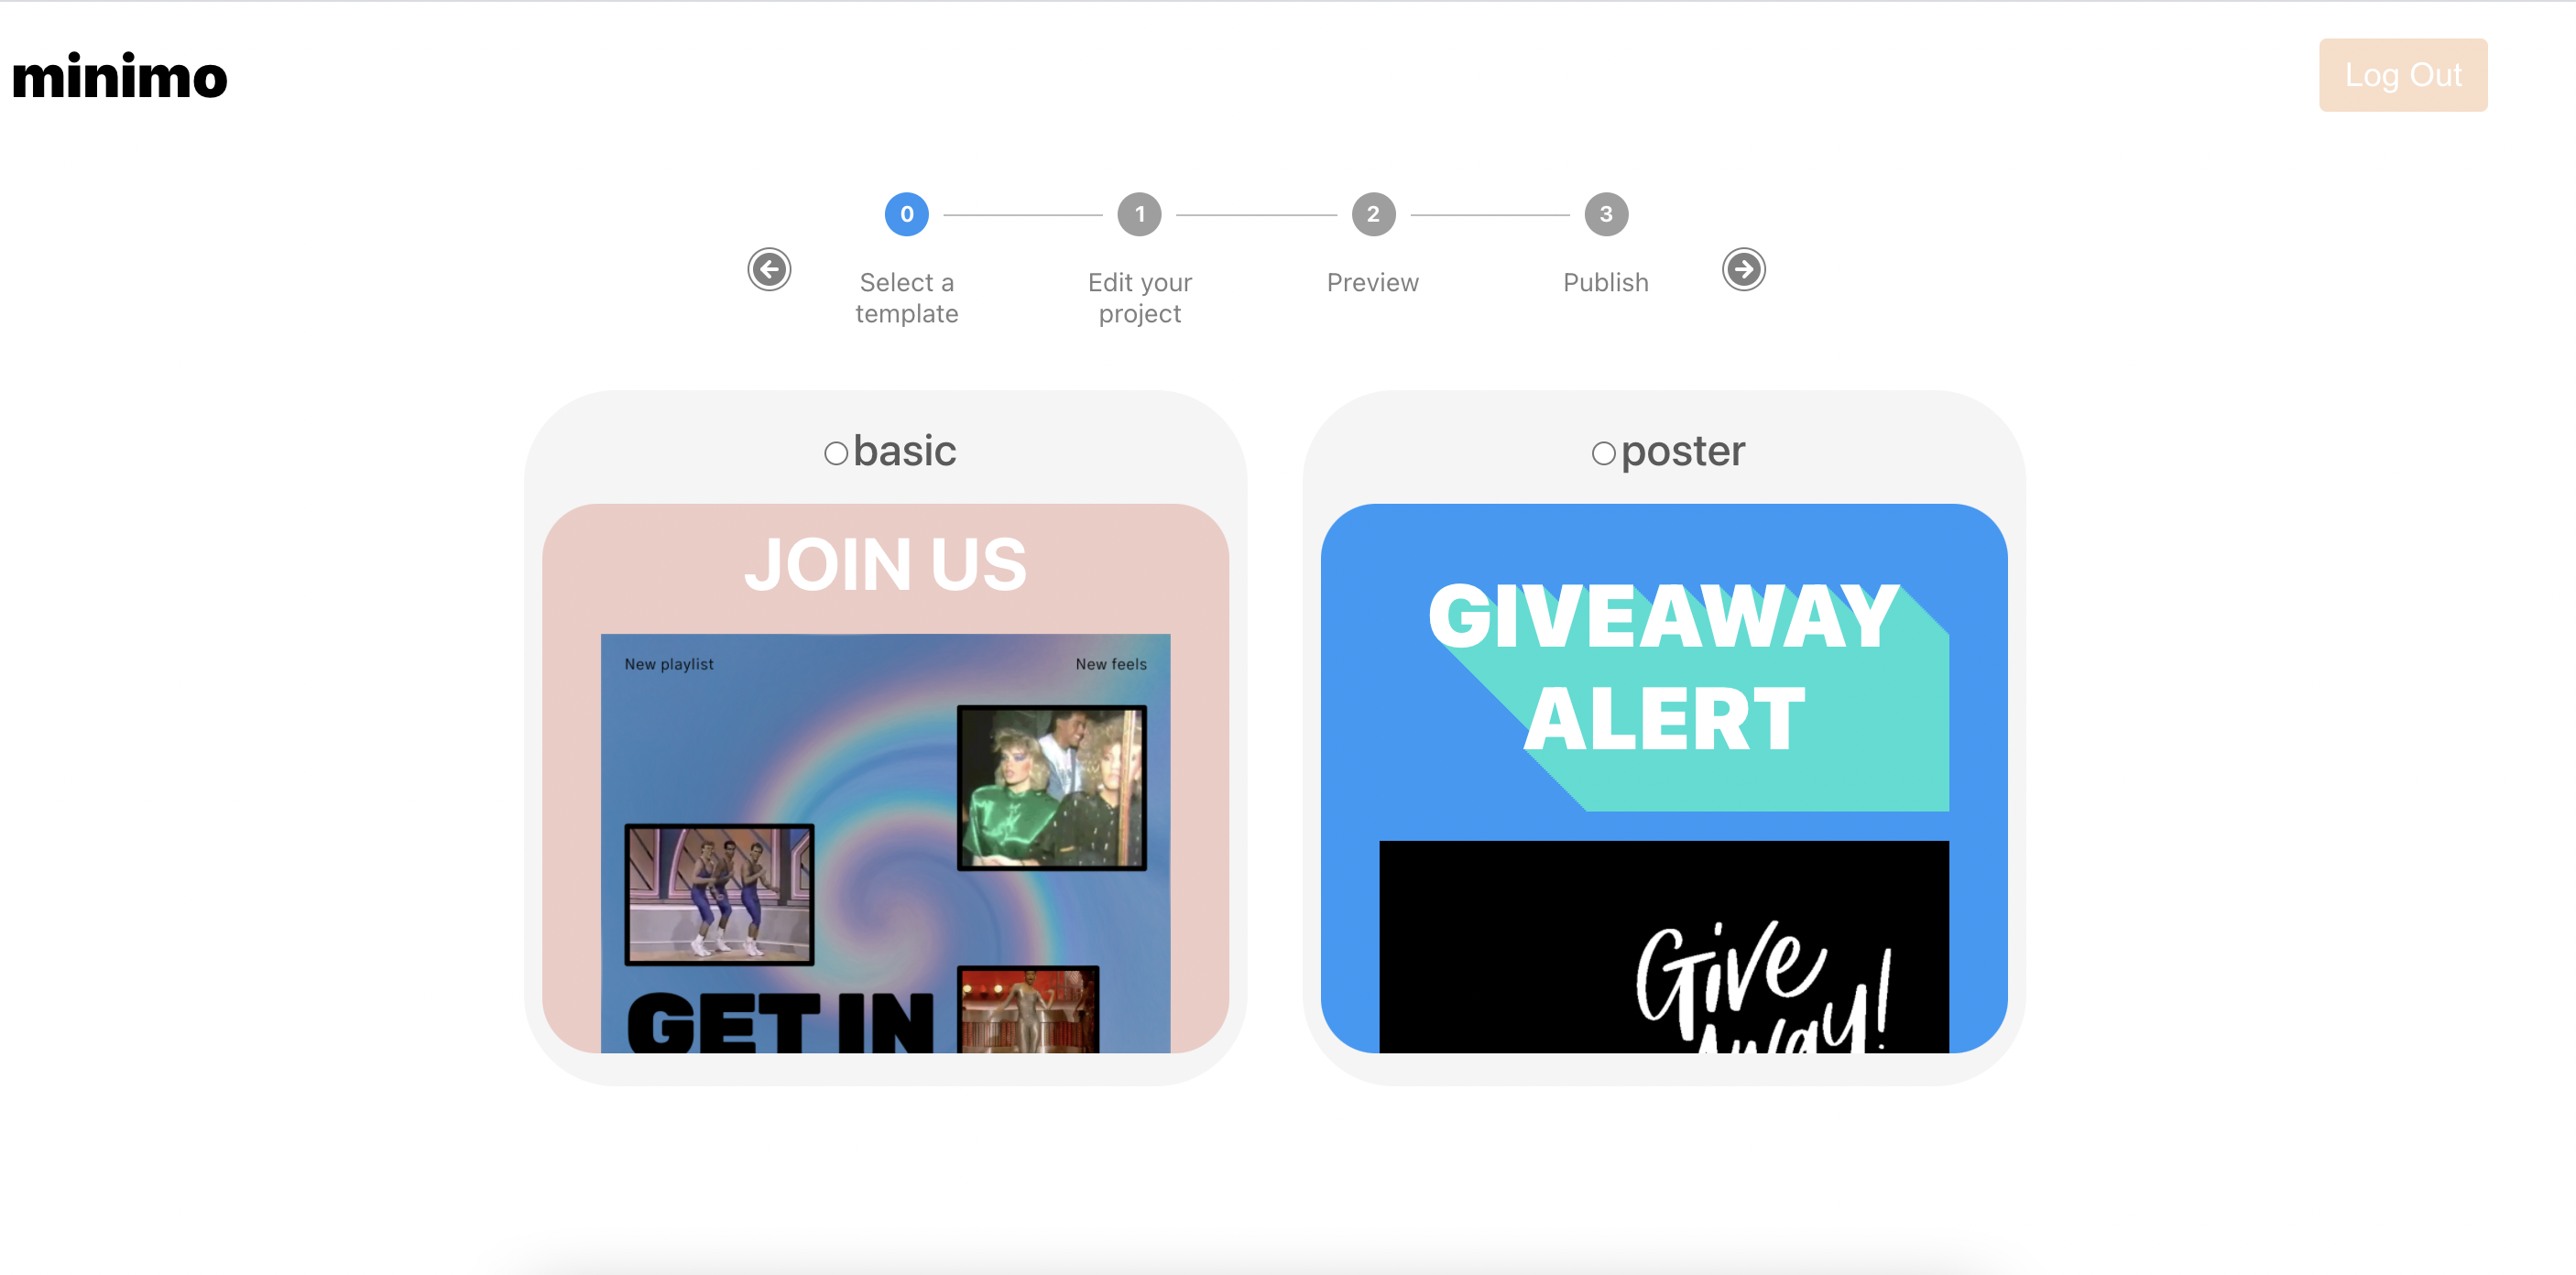 minimo
Log Out
0
1
2
3
Select a
template
Edit your
project
Preview
Publish
basic
poster
JOIN US
New playlist
New feels
GET IN
GIVEAWAY
ALERT
Give
Away!